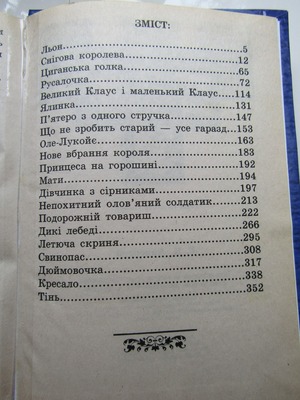 ЗМІСТ:
Льон.....................................................5
Снігова королева.....................................12
Циганська голка......................................65
Русалочка..............................................72
Великий Клаус і маленький Клаус....114
Ялинка................................................131
П'ятеро з одного стручка...................147
Що не зробить старий — усе гаразд..153
Оле-Лукойє..........................................163
Нове вбрання короля..........................183
Принцеса на горошині.......................192
Мати...................................................194
Дівчинка з сірниками........................197
Непохитний олов'яний солдатик......213
Подорожній товариш.........................222
Дикі лебеді.........................................266
Летюча скриня...................................295
Свинопас............................................308
Дюймовочка.......................................317
Кресало..............................................338
Тінь....................................................352